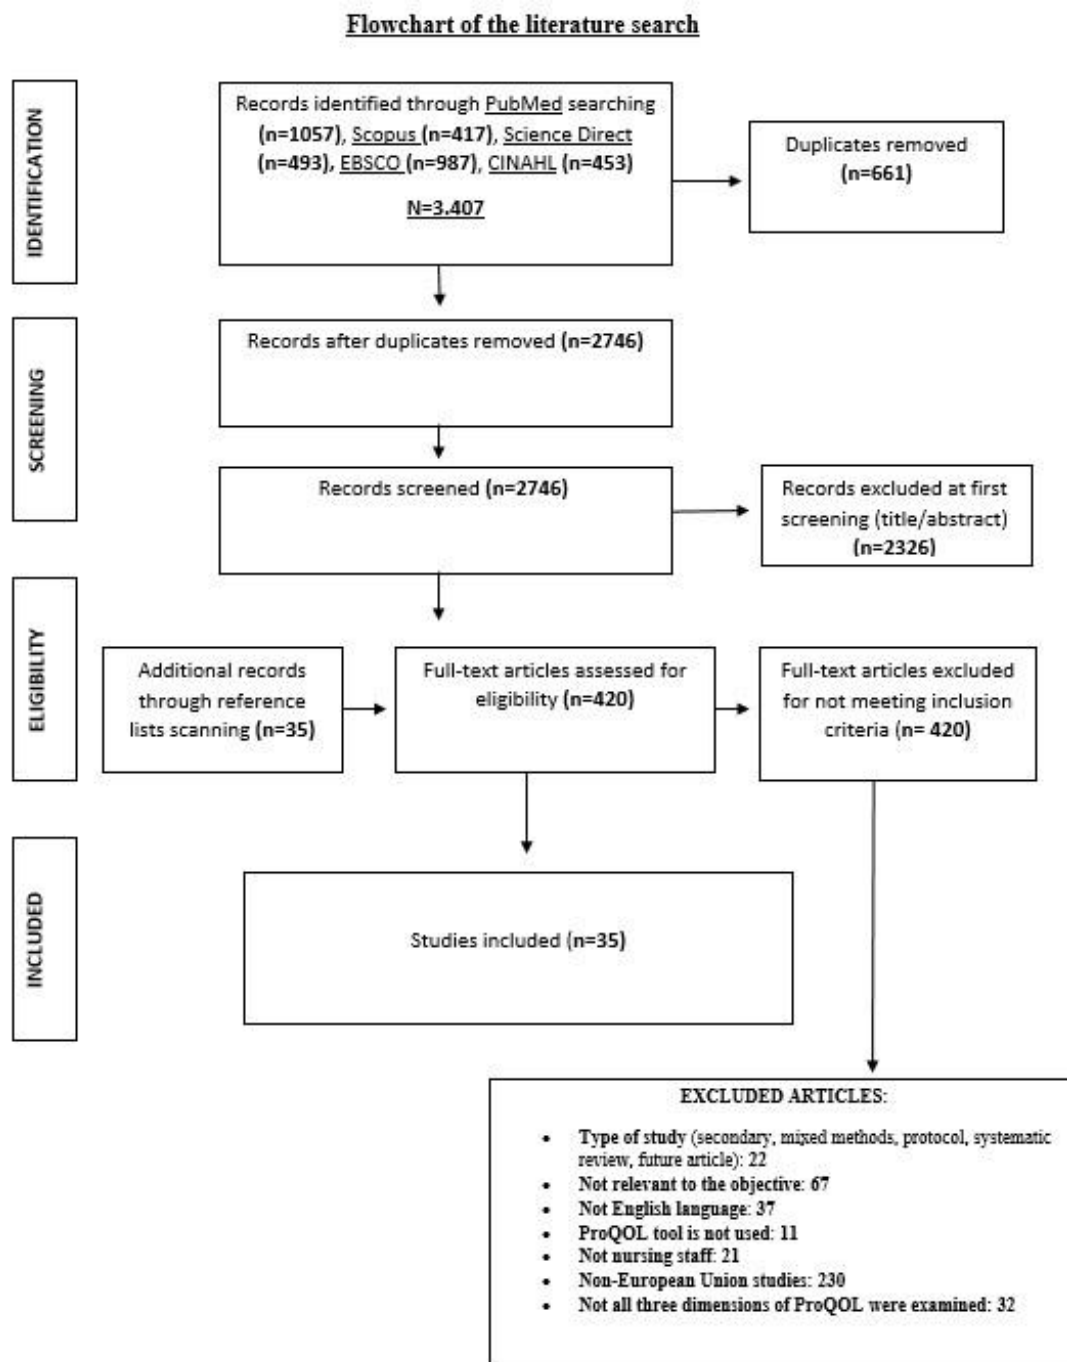 Flowchart of the literature search
IDENTIFICATION
Records identified through PubMed searching
(n=1057), Scopus (n=417), Science Direct
(n=493), EBSCO (n=987), CINAHL (n=453)
N=3.407
Duplicates removed
(n=661)
SCREENING
Records after duplicates removed (n=2746)
Records screened (n=2746)
Records excluded at first
screening (title/abstract)
(n=2326)
ELIGIBILITY
Additional records
through reference
lists scanning (n=35)
Full-text articles assessed for
eligibility (n=420)
Full-text articles excluded
for not meeting inclusion
criteria (n= 420)
INCLUDED
Studies included (n=35)
EXCLUDED ARTICLES:
• Type of study (secondary, mixed methods, protocol, systematic
review, future article): 22
• Not relevant to the objective: 67
• Not English language: 37
• ProQOL tool is not used: 11
• Not nursing staff: 21
• Non-European Union studies: 230
• Not all three dimensions of ProQOL were examined: 32